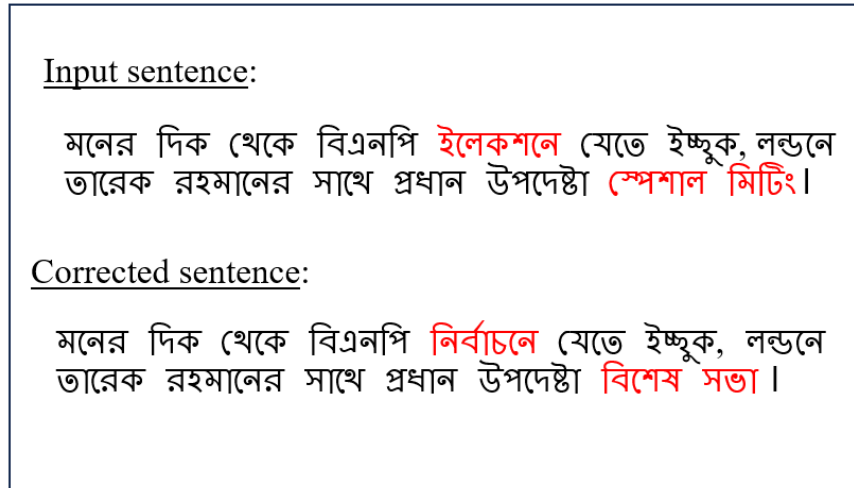 Input sentence:
মনের দিক থেকে বিএনপি ইলেকশনে যেতে ইচ্ছুক, লন্ডনে
তারেক রহমানের সাথে প্রধান উপদেষ্টা স্পেশাল মিটিং।
Corrected sentence:
মনের দিক থেকে বিএনপি নির্বাচনে যেতে ইচ্ছুক, লন্ডনে
তারেক রহমানের সাথে প্রধান উপদেষ্টা বিশেষ সভা ।